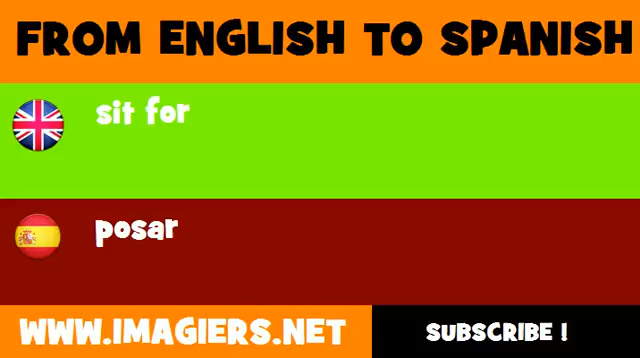 FROM ENGLISH TO SPANISH
sit for
posar
WWW.IMAGIERS.NET
SUBSCRIBE !